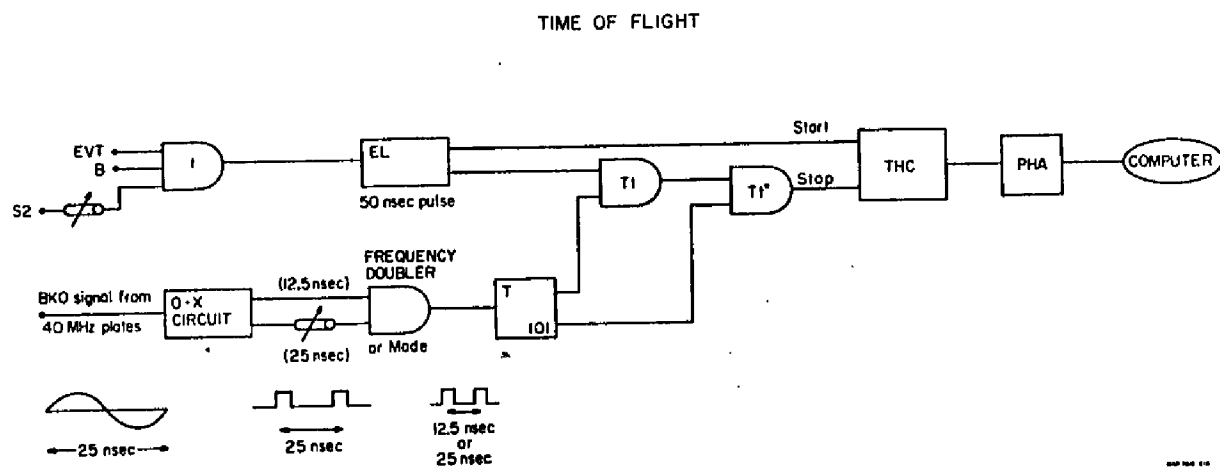 TIME OF FLIGHT
EVT
B
S2
1
EL
50 nsec pulse
Start
T1
T1"
Stop
THC
PHA
COMPUTER
BKO signal from
40 MHz plates
O-X
CIRCUIT
(12.5 nsec)
(25 nsec)
FREQUENCY
DOUBLER
or Mode
T
101
25 nsec
25 nsec
12.5 nsec
or
25 nsec